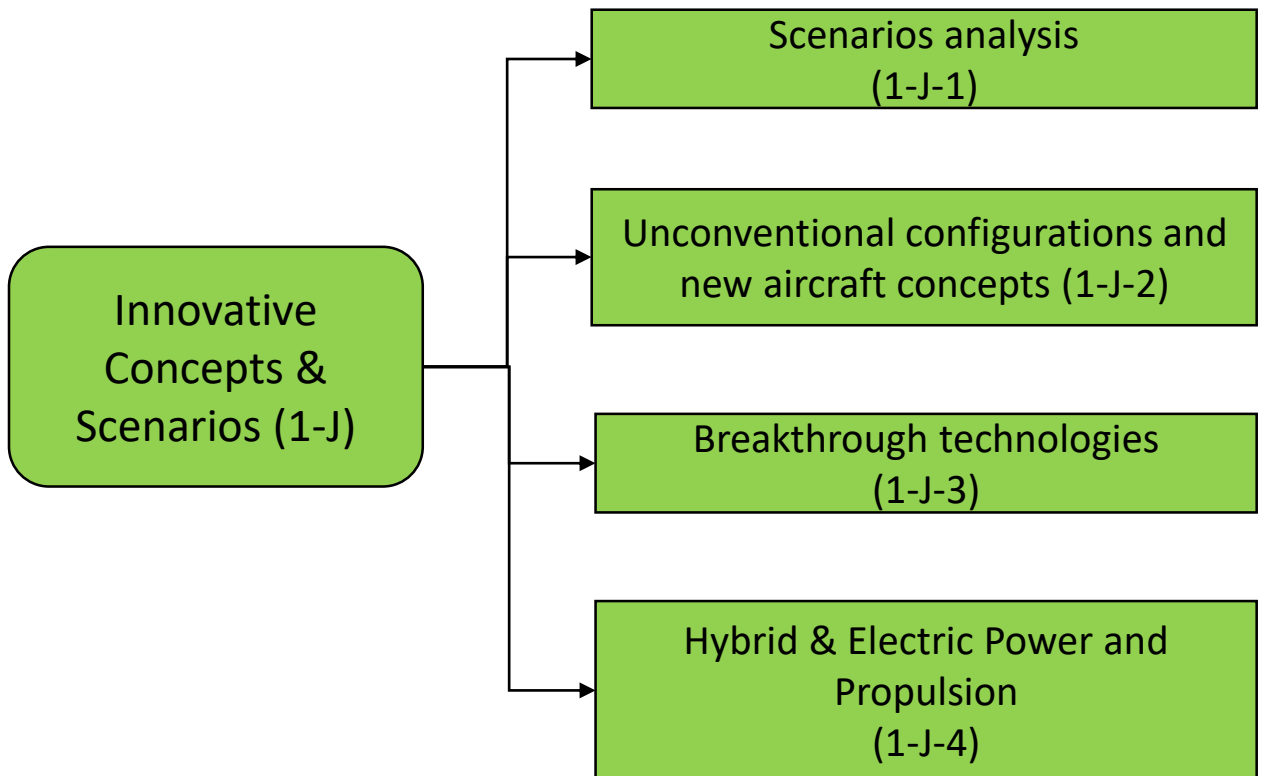 Scenarios analysis
(1-J-1)
Unconventional configurations and
new aircraft concepts (1-J-2)
Innovative
Concepts &
Scenarios (1-J)
Breakthrough technologies
(1-J-3)
Hybrid & Electric Power and
Propulsion
(1-J-4)